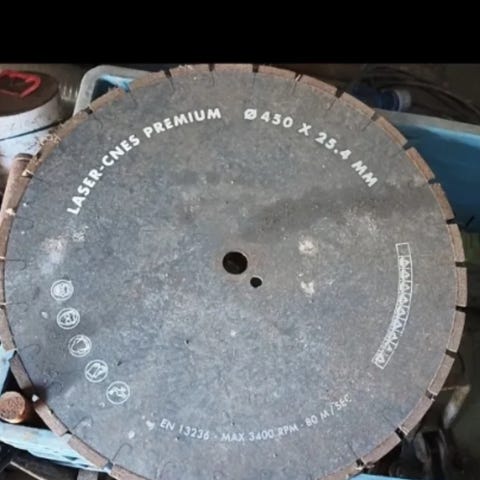 LASER-CNES PREMIUM Ø 450 X 25.4 MM
EN 13236 - MAX 3400 RPM - 80 M/SEC